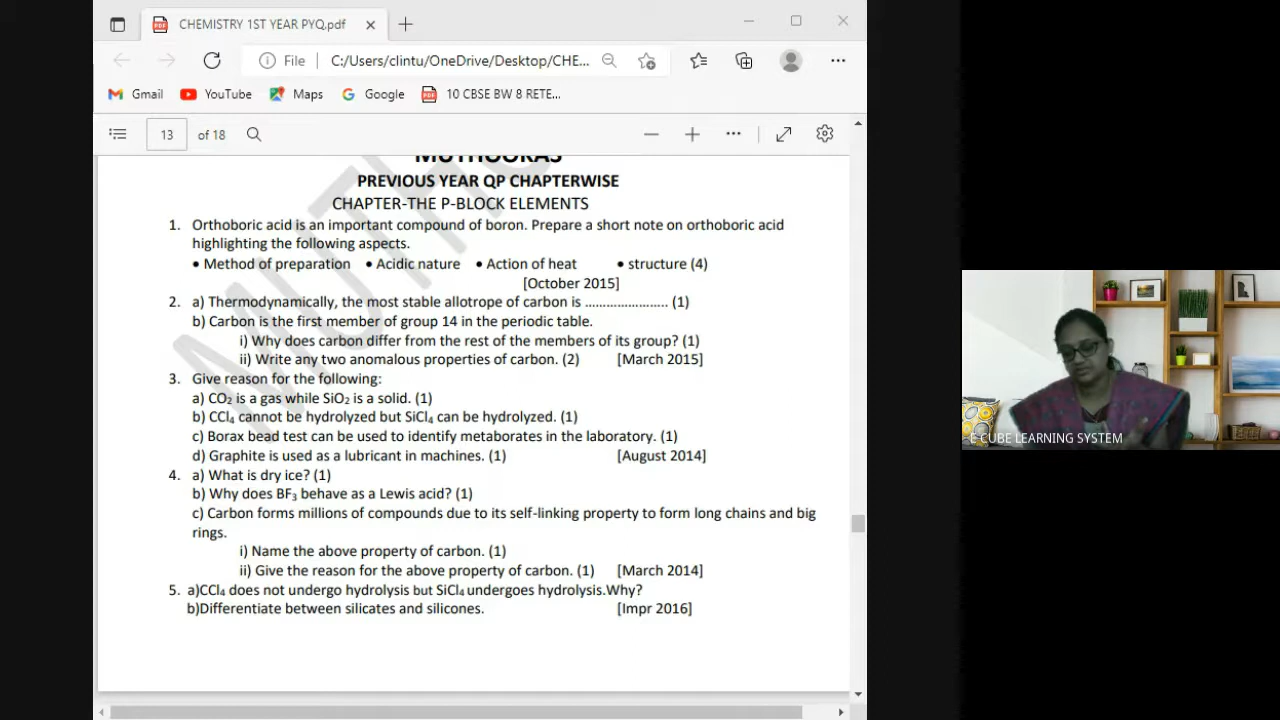 CHEMISTRY 1ST YEAR PYQ.pdf
File C:/Users/clintu/OneDrive/Desktop/CHE...
Gmail YouTube Maps Google 10 CBSE BW 8 RETE...
13 of 18
MUTHOOKAS
PREVIOUS YEAR QP CHAPTERWISE
CHAPTER-THE P-BLOCK ELEMENTS
1. Orthoboric acid is an important compound of boron. Prepare a short note on orthoboric acid
highlighting the following aspects.
• Method of preparation • Acidic nature • Action of heat • structure (4)
[October 2015]
2. a) Thermodynamically, the most stable allotrope of carbon is ..................... (1)
b) Carbon is the first member of group 14 in the periodic table.
i) Why does carbon differ from the rest of the members of its group? (1)
ii) Write any two anomalous properties of carbon. (2) [March 2015]
3. Give reason for the following:
a) CO₂ is a gas while SiO₂ is a solid. (1)
b) CCl₄ cannot be hydrolyzed but SiCl₄ can be hydrolyzed. (1)
c) Borax bead test can be used to identify metaborates in the laboratory. (1)
d) Graphite is used as a lubricant in machines. (1) [August 2014]
4. a) What is dry ice? (1)
b) Why does BF₃ behave as a Lewis acid? (1)
c) Carbon forms millions of compounds due to its self-linking property to form long chains and big
rings.
i) Name the above property of carbon. (1)
ii) Give the reason for the above property of carbon. (1) [March 2014]
5. a)CCl₄ does not undergo hydrolysis but SiCl₄ undergoes hydrolysis.Why?
b)Differentiate between silicates and silicones. [Impr 2016]
E CUBE LEARNING SYSTEM